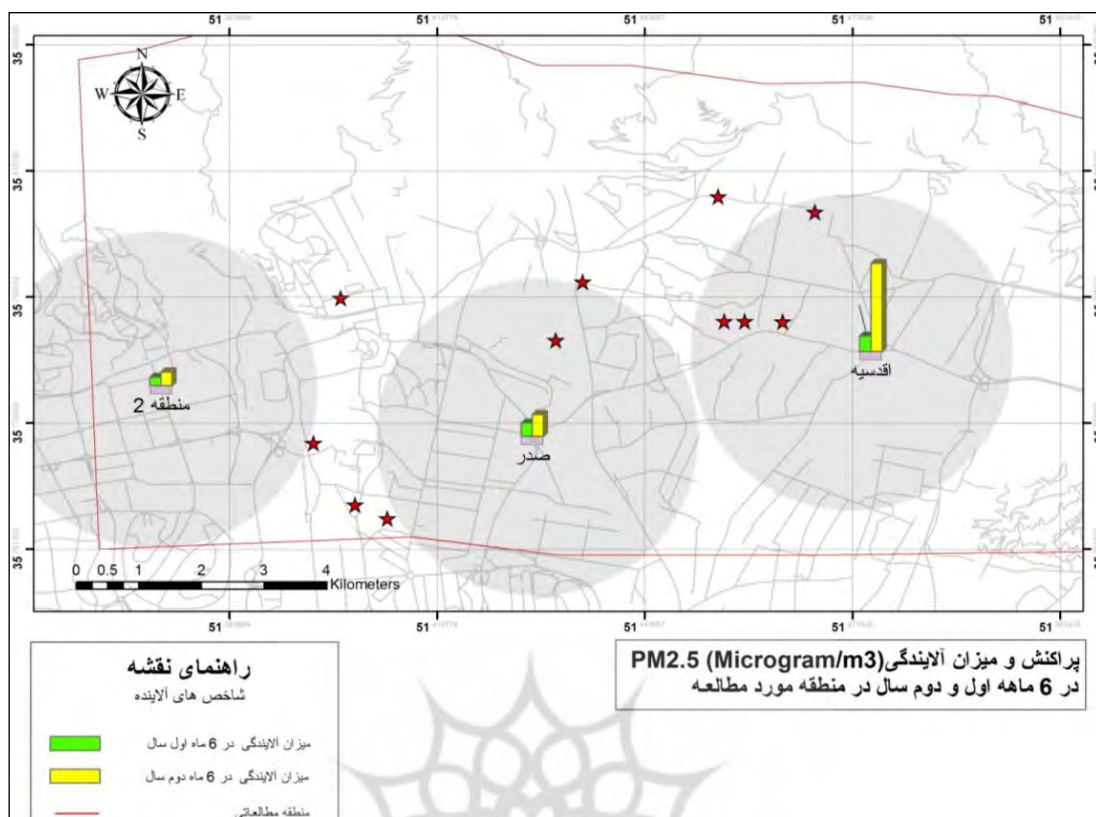 51 51 51 51 51
35
35
35
35
35
N
W E
S
اقدسیه
منطقه 2
صدر
0 0.5 1 2 3 4
Kilometers
51 51 51 51 51
پراکنش و میزان آلایندگی PM2.5 (Microgram/m3)
در 6 ماهه اول و دوم سال در منطقه مورد مطالعه
راهنمای نقشه
شاخص های آلاینده
میزان آلایندگی در 6 ماه اول سال
میزان آلایندگی در 6 ماه دوم سال
منطقه مطالعاتی